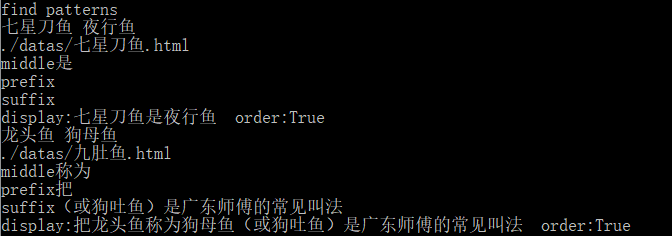 find patterns
七星刀鱼 夜行鱼
./datas/七星刀鱼.html
middle是
prefix
suffix
display:七星刀鱼是夜行鱼  order:True
龙头鱼 狗母鱼
./datas/九肚鱼.html
middle称为
prefix把
suffix（或狗吐鱼）是广东师傅的常见叫法
display:把龙头鱼称为狗母鱼（或狗吐鱼）是广东师傅的常见叫法  order:True